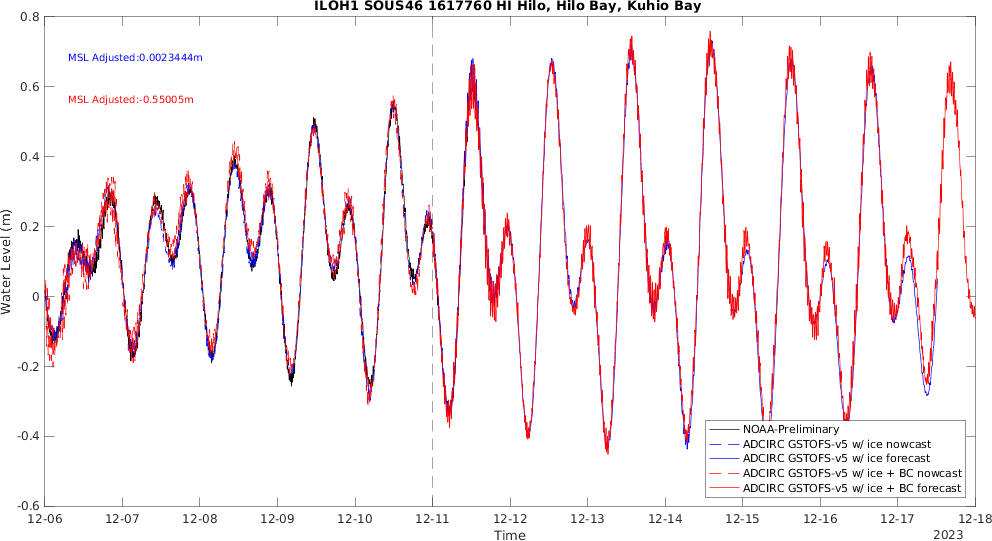 ILOH1 SOUS46 1617760 HI Hilo, Hilo Bay, Kuhio Bay
MSL Adjusted:0.0023444m
MSL Adjusted:-0.55005m
Water Level (m)
0.8
0.6
0.4
0.2
0
-0.2
-0.4
-0.6
NOAA-Preliminary
ADCIRC GSTOFS-v5 w/ ice nowcast
ADCIRC GSTOFS-v5 w/ ice forecast
ADCIRC GSTOFS-v5 w/ ice + BC nowcast
ADCIRC GSTOFS-v5 w/ ice + BC forecast
12-06 12-07 12-08 12-09 12-10 12-11 12-12 12-13 12-14 12-15 12-16 12-17 12-18
Time
2023